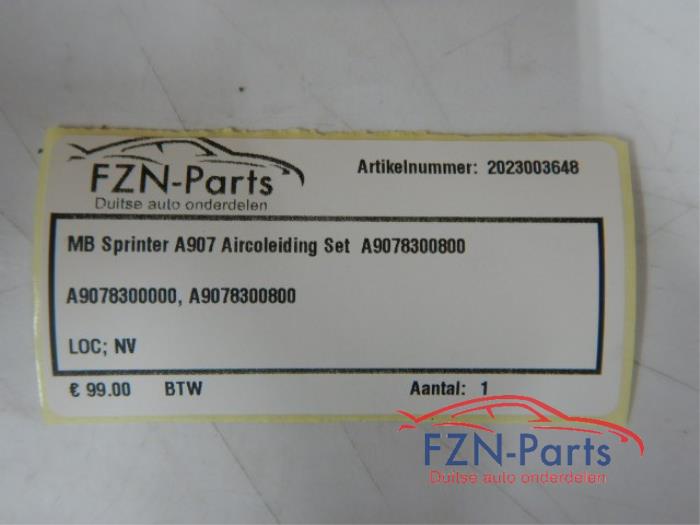 FZN-Parts
Duitse auto onderdelen
Artikelnummer: 2023003648
MB Sprinter A907 Aircoleiding Set A9078300800
A9078300000, A9078300800
LOC; NV
€ 99.00 BTW Aantal: 1
FZN-Parts
Duitse auto onderdelen